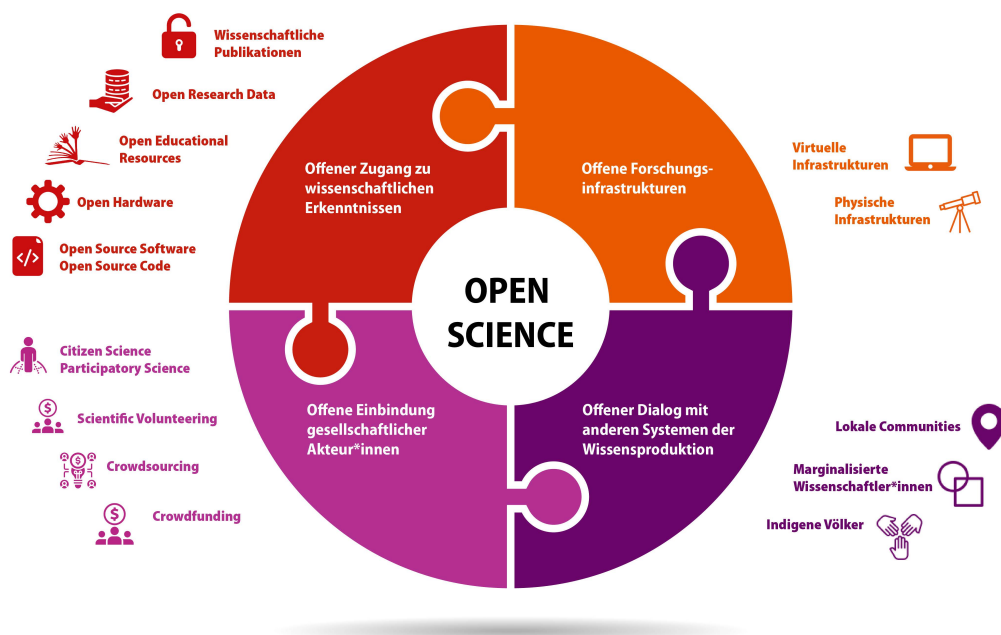 Wissenschaftliche
Publikationen
Open Research Data
Open Educational
Resources
Open Hardware
</>
Open Source Software
Open Source Code
Offener Zugang zu
wissenschaftlichen
Erkenntnissen
Offene Forschungs-
infrastrukturen
Virtuelle
Infrastrukturen
Physische
Infrastrukturen
OPEN
SCIENCE
Citizen Science
Participatory Science
$
Scientific Volunteering
$
Crowdsourcing
$
Crowdfunding
Offene Einbindung
gesellschaftlicher
Akteur*innen
Offener Dialog mit
anderen Systemen der
Wissensproduktion
Lokale Communities
Marginalisierte
Wissenschaftler*innen
Indigene Völker